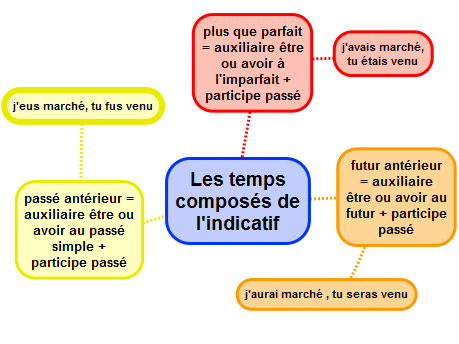 plus que parfait
= auxiliaire être
ou avoir à
l'imparfait +
participe passé
j'avais marché,
tu étais venu
j'eus marché, tu fus venu
Les temps
composés de
l'indicatif
futur antérieur
= auxiliaire
être ou avoir au
futur + participe
passé
passé antérieur =
auxiliaire être ou
avoir au passé
simple +
participe passé
j'aurai marché , tu seras venu